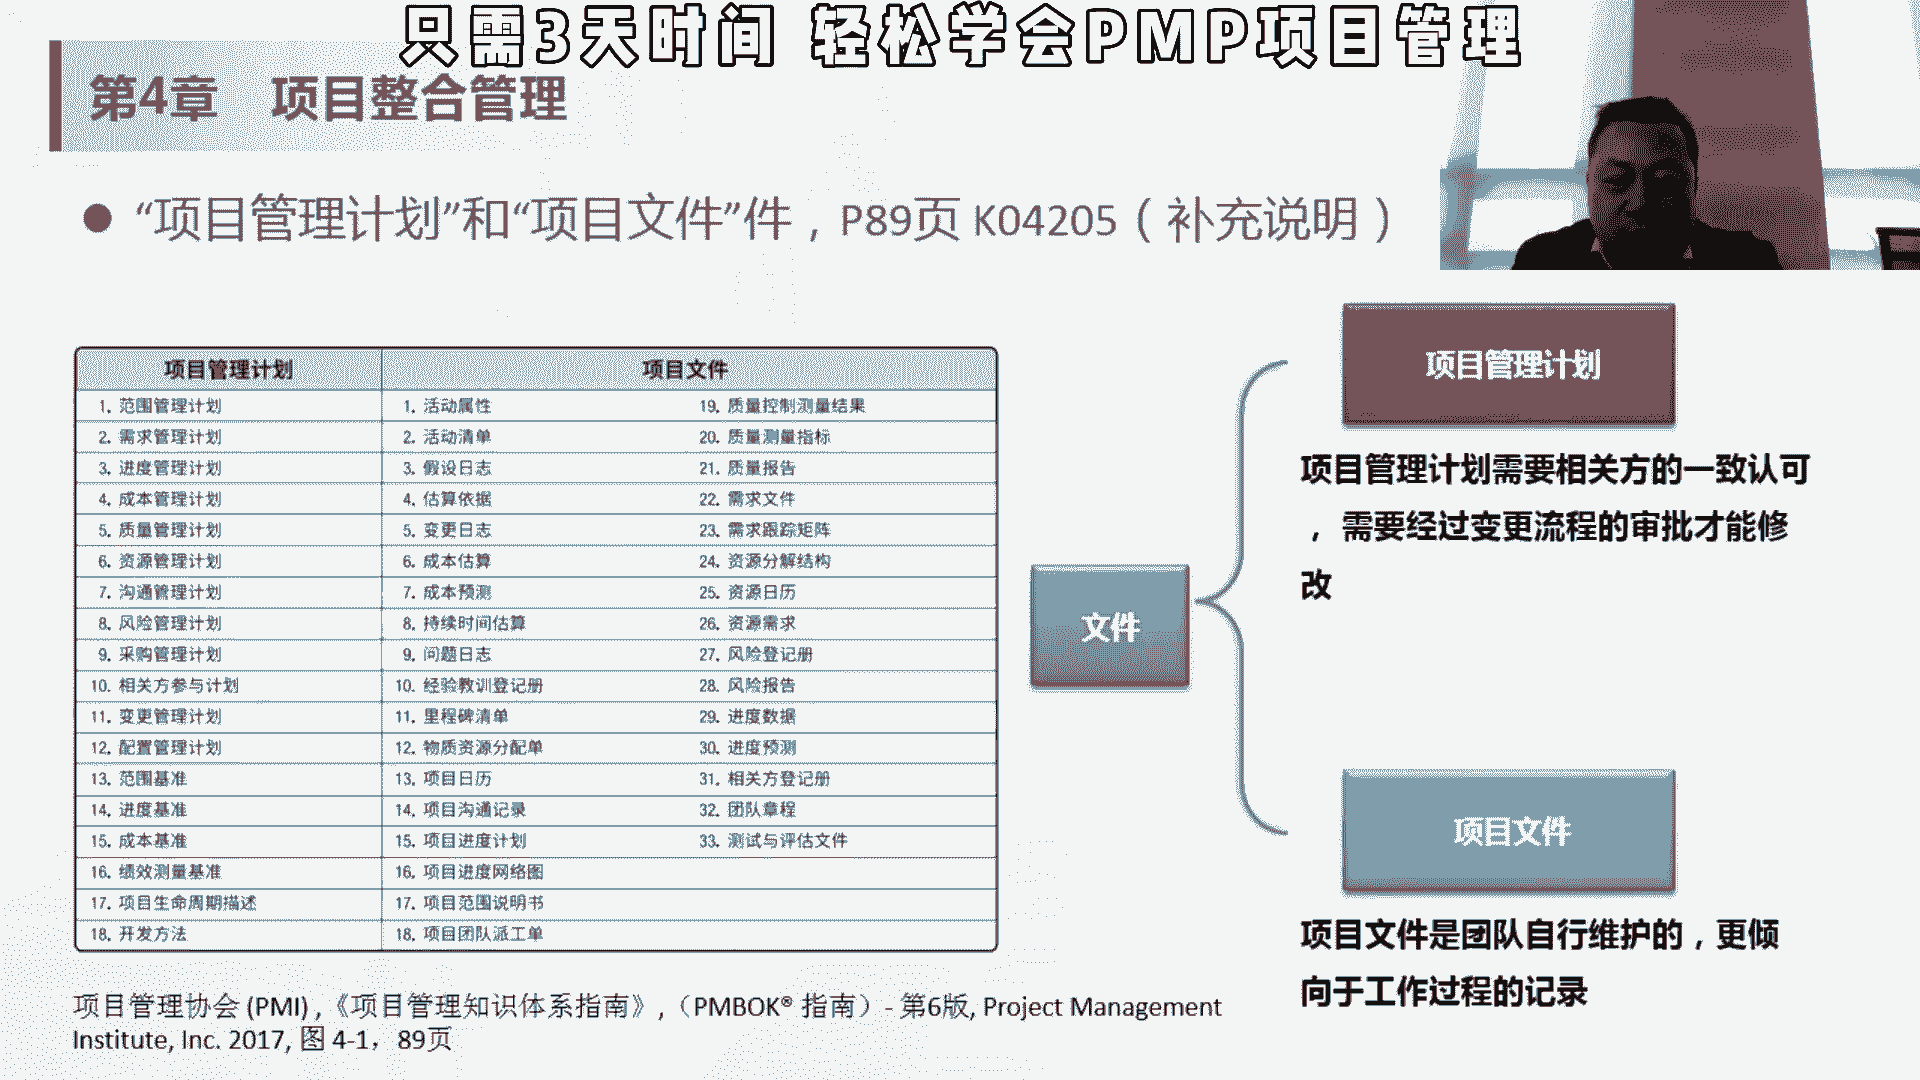 只需3天时间 轻松学会PMP项目管理
第4章 项目整合管理
● “项目管理计划”和“项目文件”件，P89页 K04205（补充说明）
项目管理计划 项目文件
1. 范围管理计划 1. 活动属性 19. 质量控制测量结果
2. 需求管理计划 2. 活动清单 20. 质量测量指标
3. 进度管理计划 3. 假设日志 21. 质量报告
4. 成本管理计划 4. 估算依据 22. 需求文件
5. 质量管理计划 5. 变更日志 23. 需求跟踪矩阵
6. 资源管理计划 6. 成本估算 24. 资源分解结构
7. 沟通管理计划 7. 成本预测 25. 资源日历
8. 风险管理计划 8. 持续时间估算 26. 资源需求
9. 采购管理计划 9. 问题日志 27. 风险登记册
10. 相关方参与计划 10. 经验教训登记册 28. 风险报告
11. 变更管理计划 11. 里程碑清单 29. 进度数据
12. 配置管理计划 12. 物质资源分配单 30. 进度预测
13. 范围基准 13. 项目日历 31. 相关方登记册
14. 进度基准 14. 项目沟通记录 32. 团队章程
15. 成本基准 15. 项目进度计划 33. 测试与评估文件
16. 绩效测量基准 16. 项目进度网络图
17. 项目生命周期描述 17. 项目范围说明书
18. 开发方法 18. 项目团队派工单
文件
项目管理计划
项目管理计划需要相关方的一致认可
，需要经过变更流程的审批才能修
改
项目文件
项目文件是团队自行维护的，更倾
向于工作过程的记录
项目管理协会 (PMI) ,《项目管理知识体系指南》,（PMBOK® 指南）- 第6版, Project Management
Institute, Inc. 2017, 图 4-1，89页